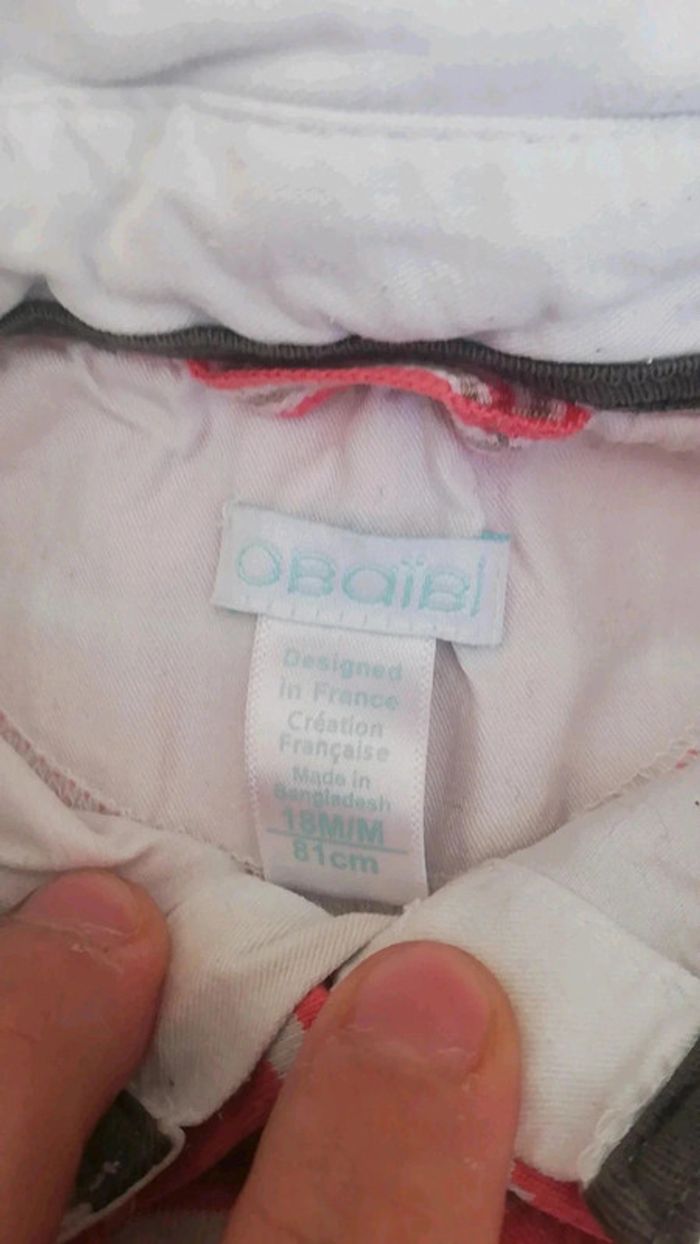 obaïbi
Designed
in France
Création
Française
Made in
Bangladesh
18M/M
81cm